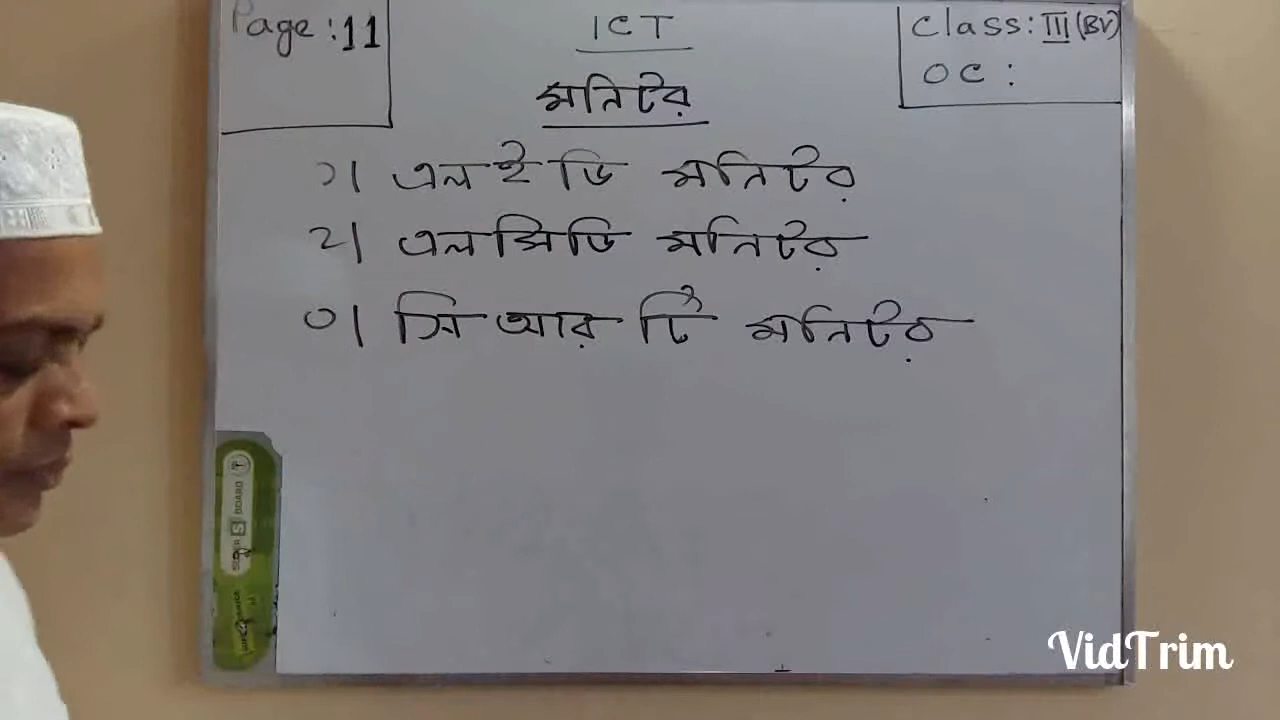 Page:11
ICT
Class: III (BV)
OC:
মনিটর
১। এলইডি মনিটর
২। এলসিডি মনিটর
৩। সিআরটি মনিটর
BOARD
VidTrim